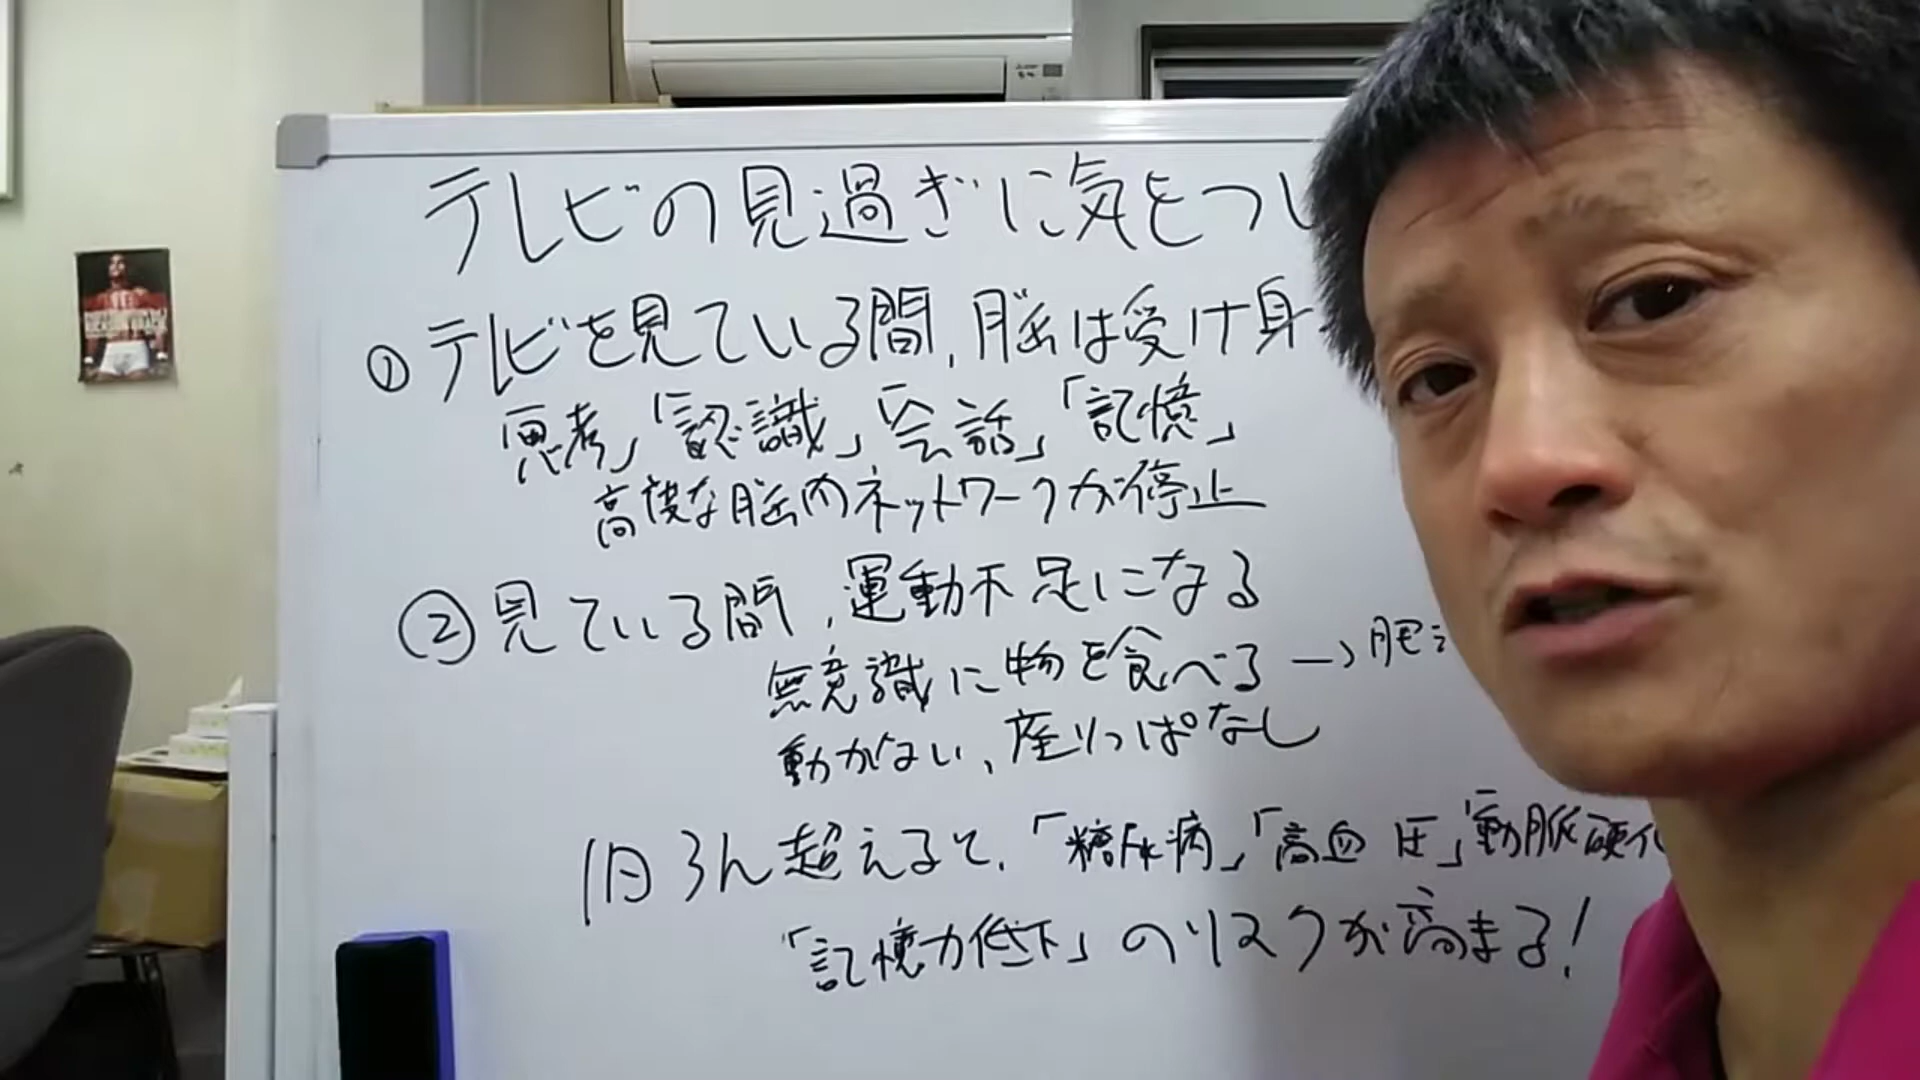 テレビの見過ぎに気をつ
① テレビを見ている間、脳は受け身
「思考」「認識」「会話」「記憶」
高度な脳内ネットワークが停止
② 見ている間、運動不足になる
無意識に物を食べる → 肥
動かない、座りっぱなし
1日3h超えると、「糖尿病」「高血圧」「動脈硬化
「記憶力低下」のリスクが高まる!